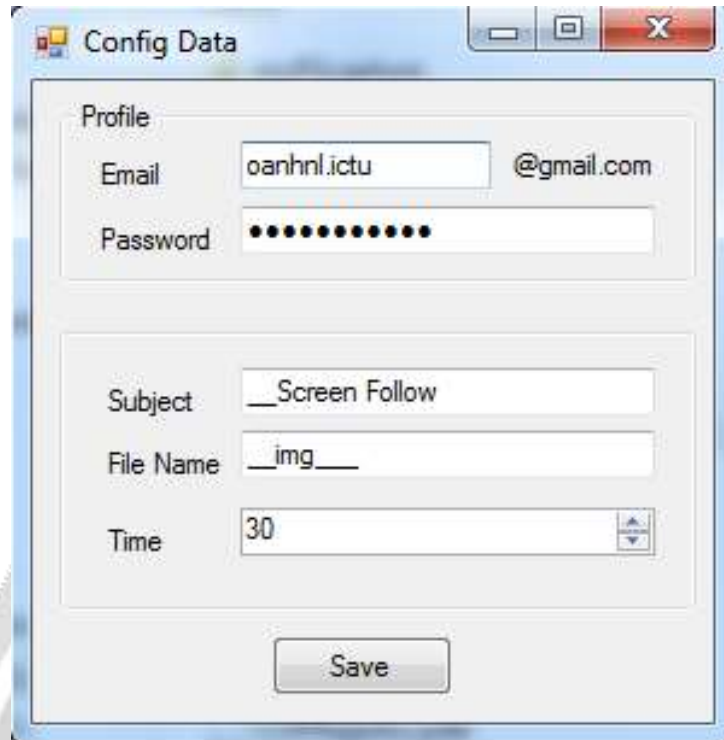 Config Data
Profile
Email oanhnl.ictu @gmail.com
Password ●●●●●●●●●●●
Subject __Screen Follow
File Name __img___
Time 30
Save